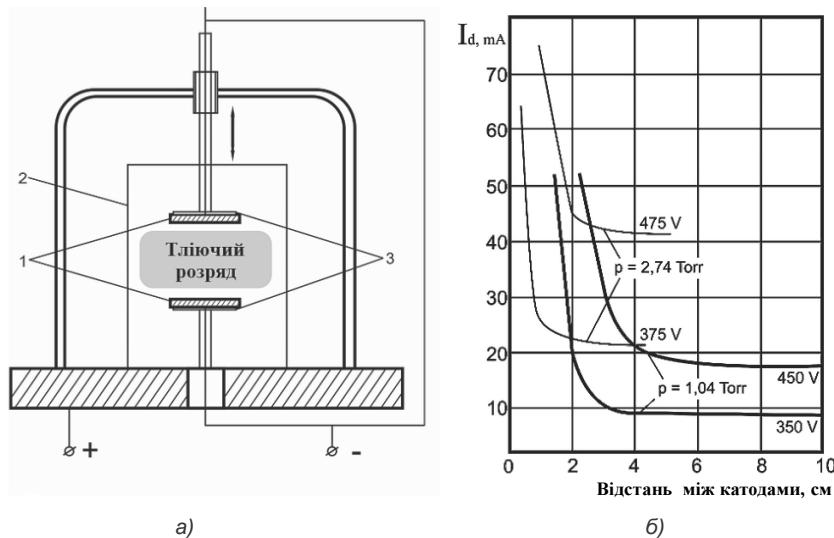 2
1
3
Тліючий
розряд
+
-
а)
I d, mA
70
60
50
40
30
20
10
475 V
p = 2,74 Torr
375 V
p = 1,04 Torr
450 V
350 V
0 2 4 6 8 10
Відстань між катодами, см
б)